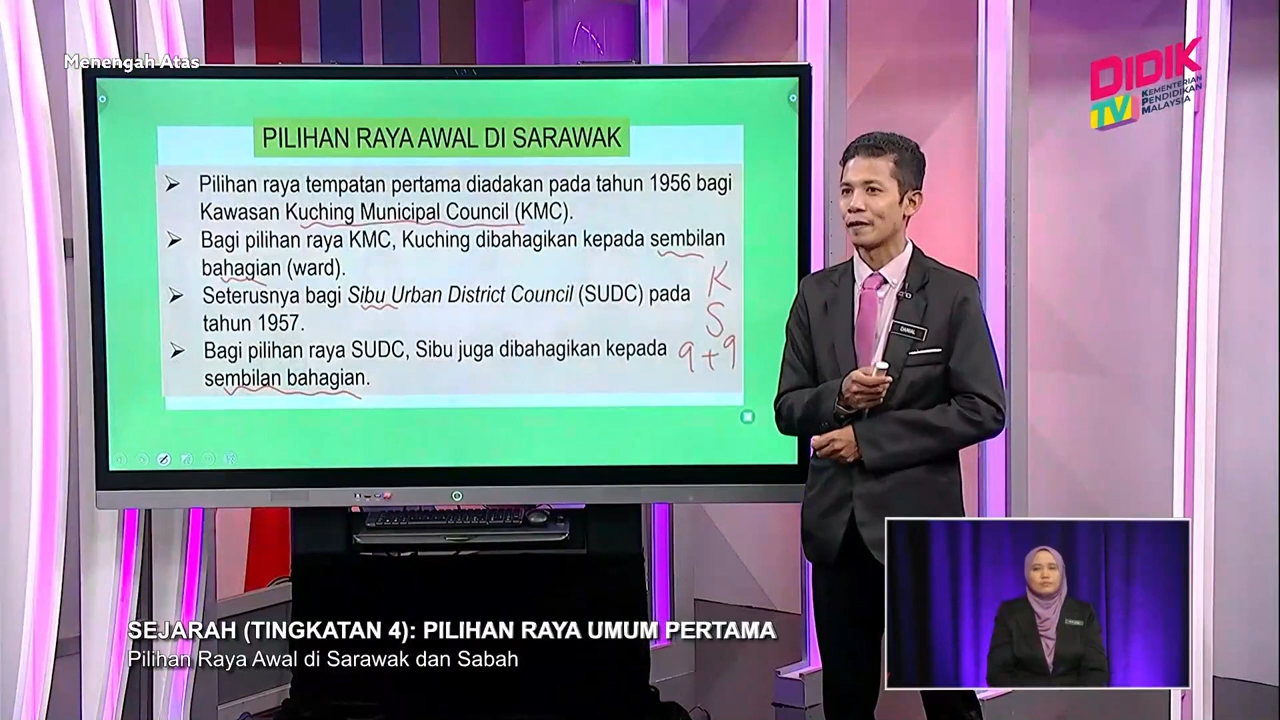 Menengah Atas
DIDIK
TV
KEMENTERIAN
PENDIDIKAN
MALAYSIA
PILIHAN RAYA AWAL DI SARAWAK
Pilihan raya tempatan pertama diadakan pada tahun 1956 bagi
Kawasan Kuching Municipal Council (KMC).
Bagi pilihan raya KMC, Kuching dibahagikan kepada sembilan
bahagian (ward).
Seterusnya bagi Sibu Urban District Council (SUDC) pada
tahun 1957.
Bagi pilihan raya SUDC, Sibu juga dibahagikan kepada
sembilan bahagian.
K
S
9 + 9
SEJARAH (TINGKATAN 4): PILIHAN RAYA UMUM PERTAMA
Pilihan Raya Awal di Sarawak dan Sabah